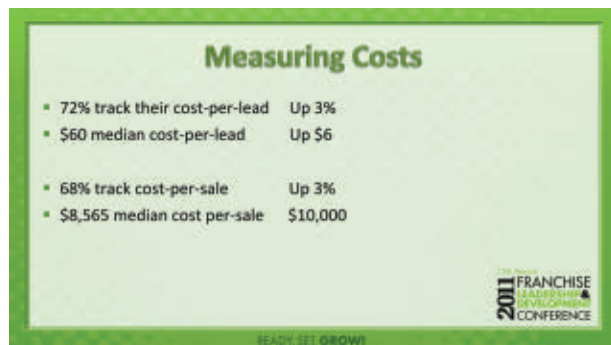 Measuring Costs
▪ 72% track their cost-per-lead Up 3%
▪ $60 median cost-per-lead Up $6
▪ 68% track cost-per-sale Up 3%
▪ $8,565 median cost per-sale $10,000
2011
FRANCHISE
LEADERSHIP &
DEVELOPMENT
CONFERENCE
READY SET GROW!